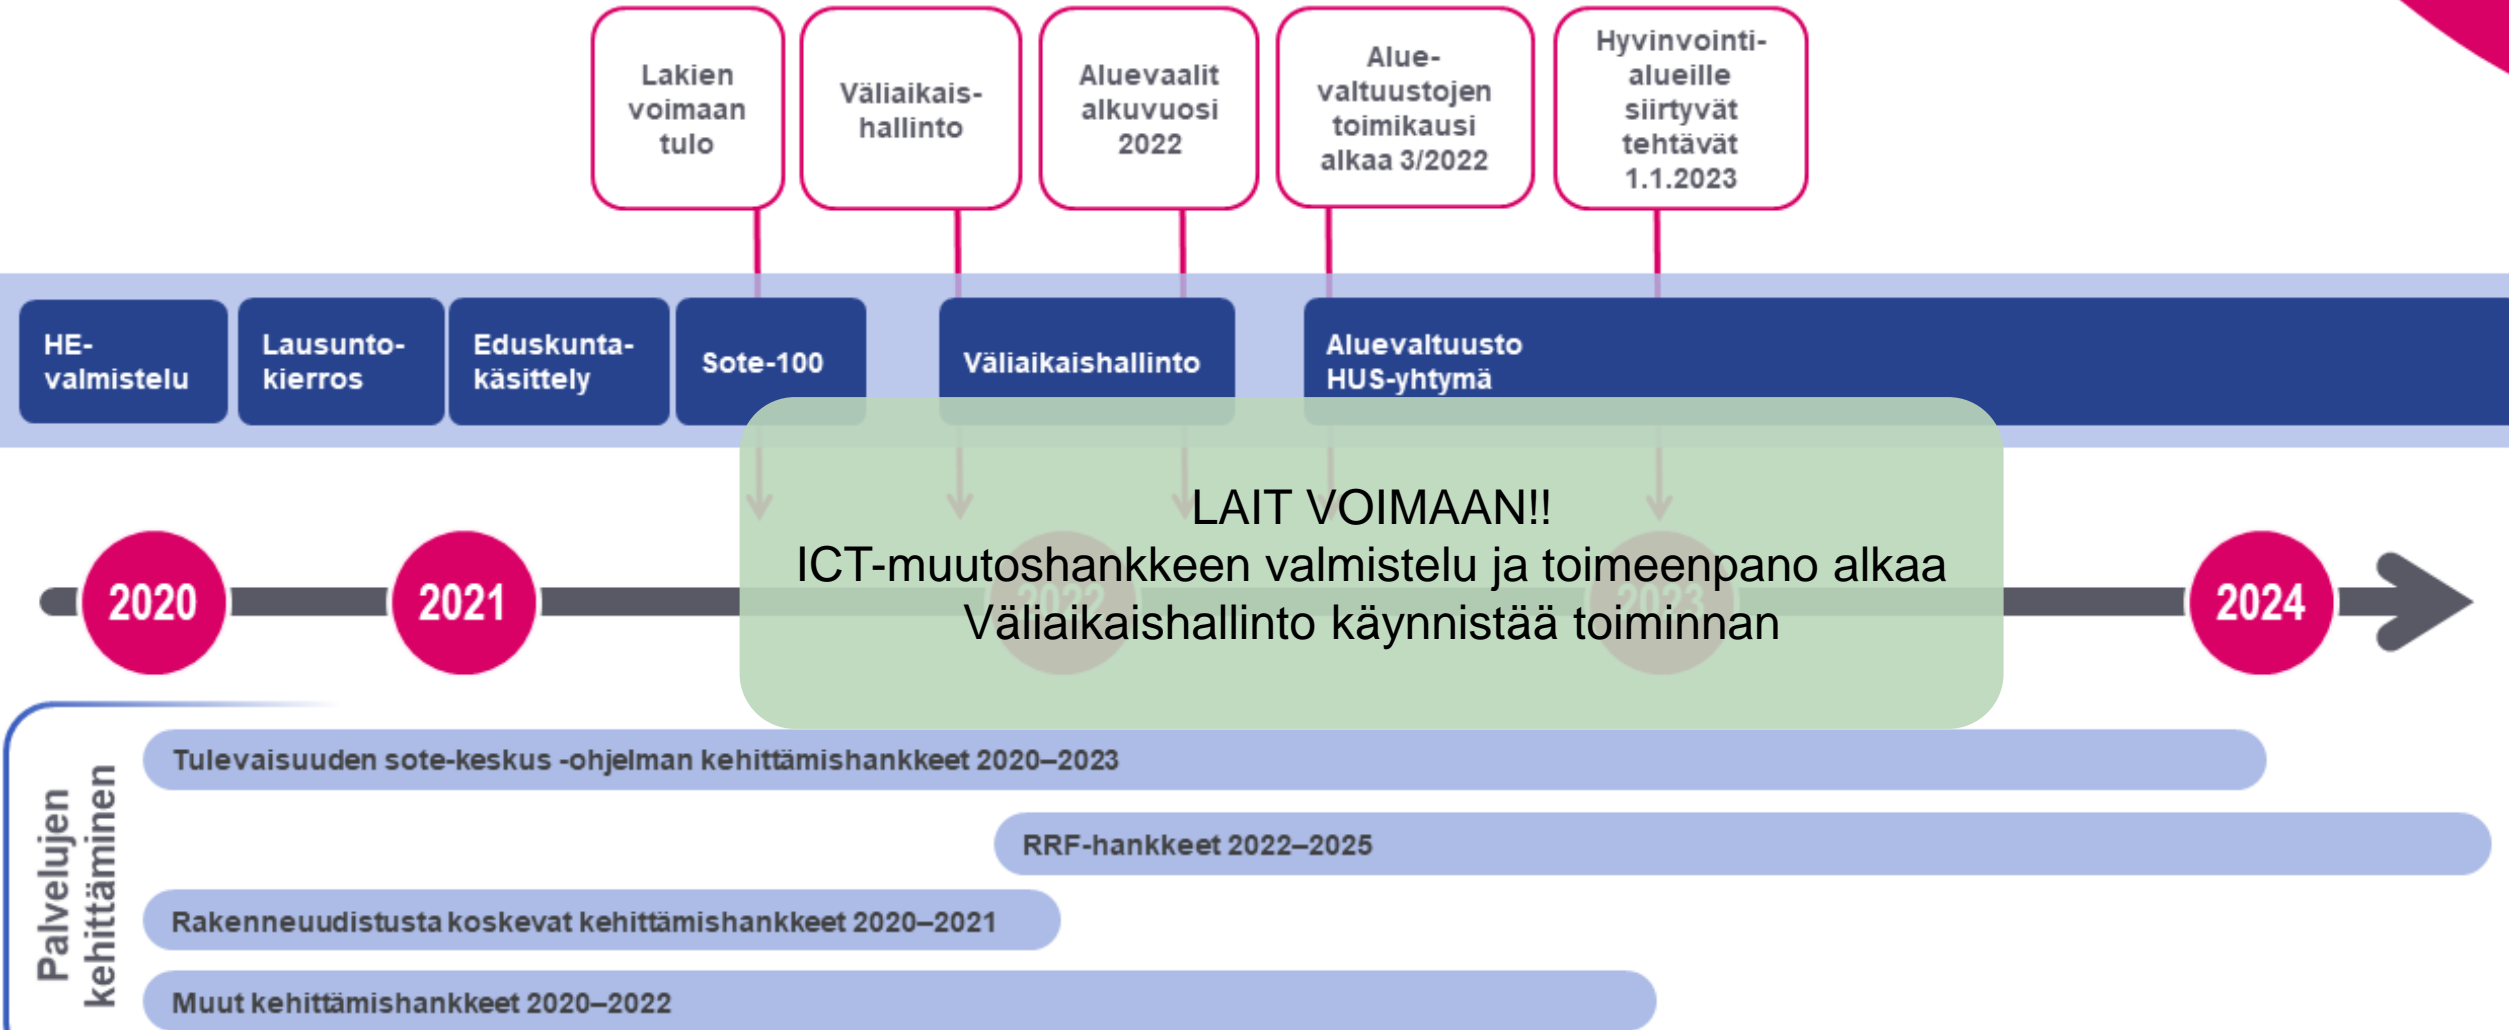 Lakien
voimaan
tulo
Väliaikais-
hallinto
Aluevaalit
alkuvuosi
2022
Alue-
valtuustojen
toimikausi
alkaa 3/2022
Hyvinvointi-
alueille
siirtyvät
tehtävät
1.1.2023
HE-
valmistelu
Lausunto-
kierros
Eduskunta-
käsittely
Sote-100
Väliaikaishallinto
Aluevaltuusto
HUS-yhtymä
LAIT VOIMAAN!!
ICT-muutoshankkeen valmistelu ja toimeenpano alkaa
Väliaikaishallinto käynnistää toiminnan
2020
2021
2022
2023
2024
Palvelujen
kehittäminen
Tulevaisuuden sote-keskus -ohjelman kehittämishankkeet 2020–2023
RRF-hankkeet 2022–2025
Rakenneuudistusta koskevat kehittämishankkeet 2020–2021
Muut kehittämishankkeet 2020–2022